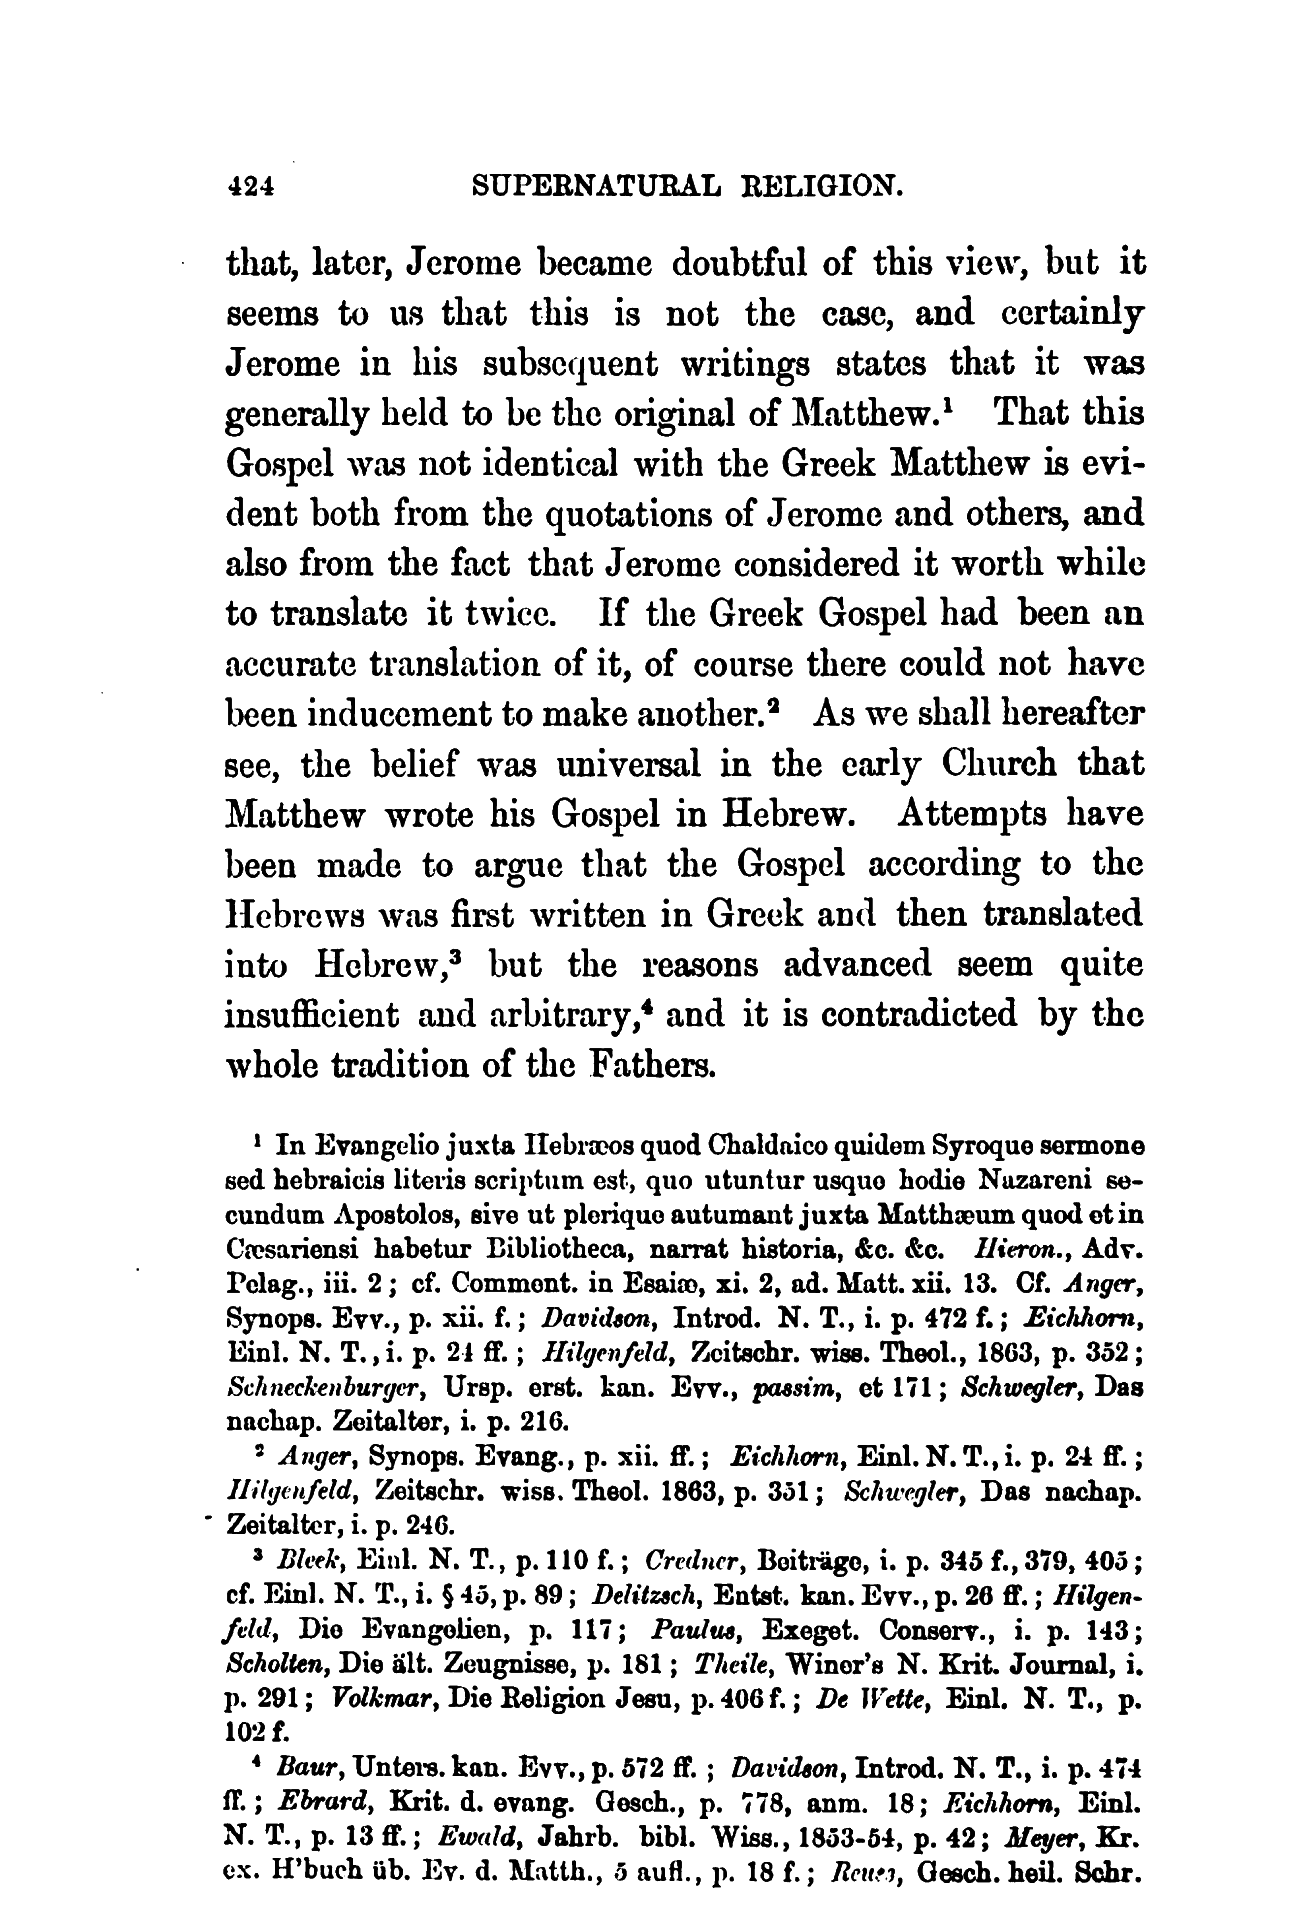 424 SUPERNATURAL RELIGION.
that, later, Jerome became doubtful of this view, but it
seems to us that this is not the case, and certainly
Jerome in his subsequent writings states that it was
generally held to be the original of Matthew.¹ That this
Gospel was not identical with the Greek Matthew is evi-
dent both from the quotations of Jerome and others, and
also from the fact that Jerome considered it worth while
to translate it twice. If the Greek Gospel had been an
accurate translation of it, of course there could not have
been inducement to make another.² As we shall hereafter
see, the belief was universal in the early Church that
Matthew wrote his Gospel in Hebrew. Attempts have
been made to argue that the Gospel according to the
Hebrews was first written in Greek and then translated
into Hebrew,³ but the reasons advanced seem quite
insufficient and arbitrary,⁴ and it is contradicted by the
whole tradition of the Fathers.
¹ In Evangelio juxta Hebræos quod Chaldaico quidem Syroque sermone
sed hebraicis literis scriptum est, quo utuntur usque hodie Nazareni se-
cundum Apostolos, sive ut plerique autumant juxta Matthæum quod et in
Cæsariensi habetur Bibliotheca, narrat historia, &c. &c. Hieron., Adv.
Pelag., iii. 2; cf. Comment. in Esaiæ, xi. 2, ad. Matt. xii. 13. Cf. Anger,
Synops. Evv., p. xii. f.; Davidson, Introd. N. T., i. p. 472 f.; Eichhorn,
Einl. N. T., i. p. 24 ff.; Hilgenfeld, Zeitschr. wiss. Theol., 1863, p. 352;
Schneckenburger, Ursp. erst. kan. Evv., passim, et 171; Schwegler, Das
nachap. Zeitalter, i. p. 216.
² Anger, Synops. Evang., p. xii. ff.; Eichhorn, Einl. N. T., i. p. 24 ff.;
Hilgenfeld, Zeitschr. wiss. Theol. 1863, p. 351; Schwegler, Das nachap.
Zeitalter, i. p. 246.
³ Bleek, Einl. N. T., p. 110 f.; Credner, Beiträge, i. p. 345 f., 379, 405;
cf. Einl. N. T., i. § 45, p. 89; Delitzsch, Entst. kan. Evv., p. 26 ff.; Hilgen-
feld, Die Evangelien, p. 117; Paulus, Exeget. Conserv., i. p. 143;
Scholten, Die ält. Zeugnisse, p. 181; Theile, Winer's N. Krit. Journal, i.
p. 291; Volkmar, Die Religion Jesu, p. 406 f.; De Wette, Einl. N. T., p.
102 f.
⁴ Baur, Unters. kan. Evv., p. 572 ff.; Davidson, Introd. N. T., i. p. 474
ff.; Ebrard, Krit. d. evang. Gesch., p. 778, anm. 18; Eichhorn, Einl.
N. T., p. 13 ff.; Ewald, Jahrb. bibl. Wiss., 1853-54, p. 42; Meyer, Kr.
ex. H'buch üb. Ev. d. Matth., 5 aufl., p. 18 f.; Reuss, Gesch. heil. Schr.